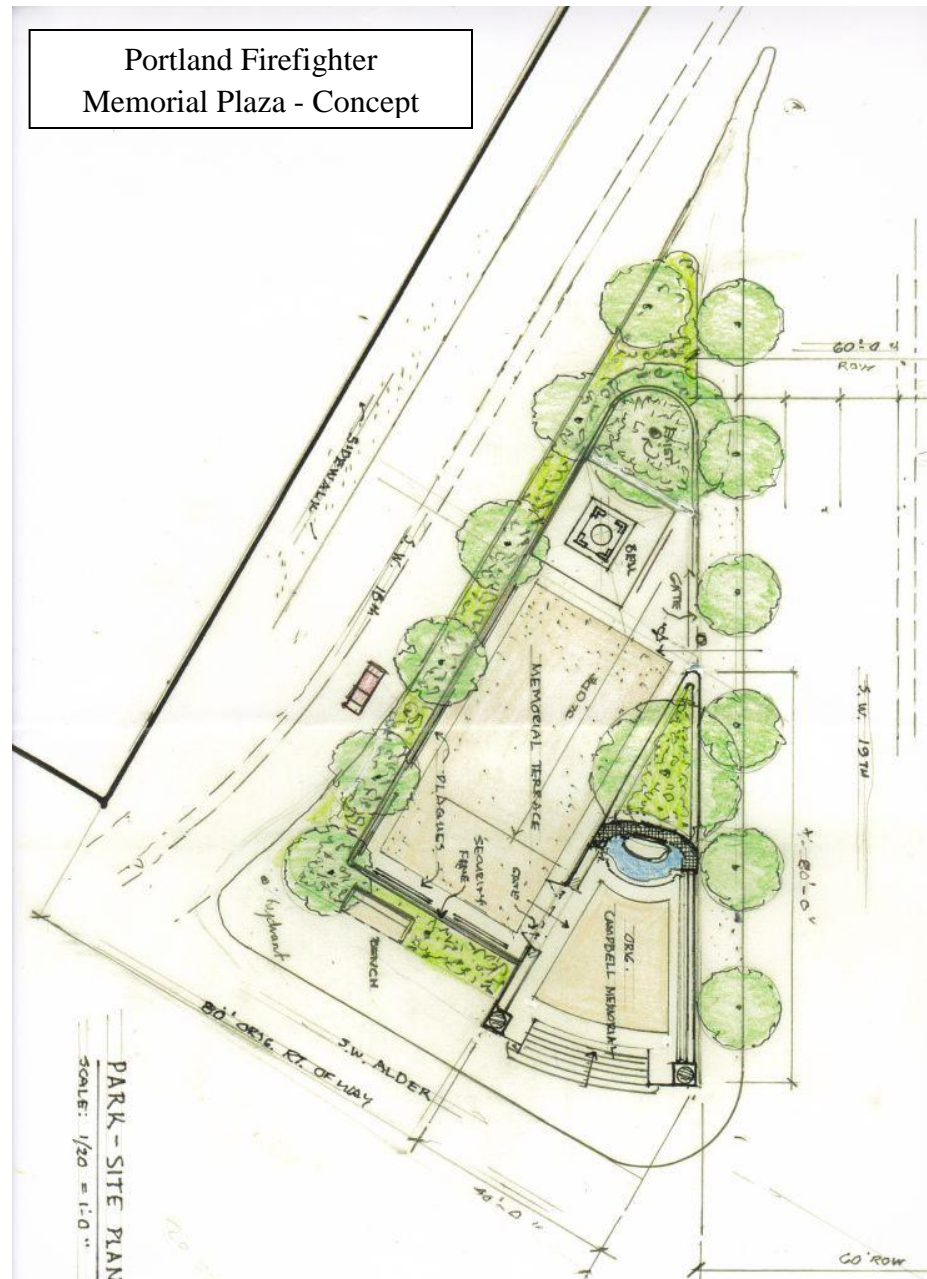 Portland Firefighter
Memorial Plaza - Concept
SIDEWALK
S.W. 18TH
60'-0"
ROW
EXIST
BELL
GATE
S.W. 19TH
MEMORIAL
TERRACE
PLAQUES
SECURITY
GATE
± 80'-0"
ORIG.
CAMPBELL MEMORIAL
hydrant
BENCH
80' ORIG. RT. OF WAY
S.W. ALDER
40'-0"
60' ROW
PARK - SITE PLAN
SCALE: 1/20 = 1'-0"